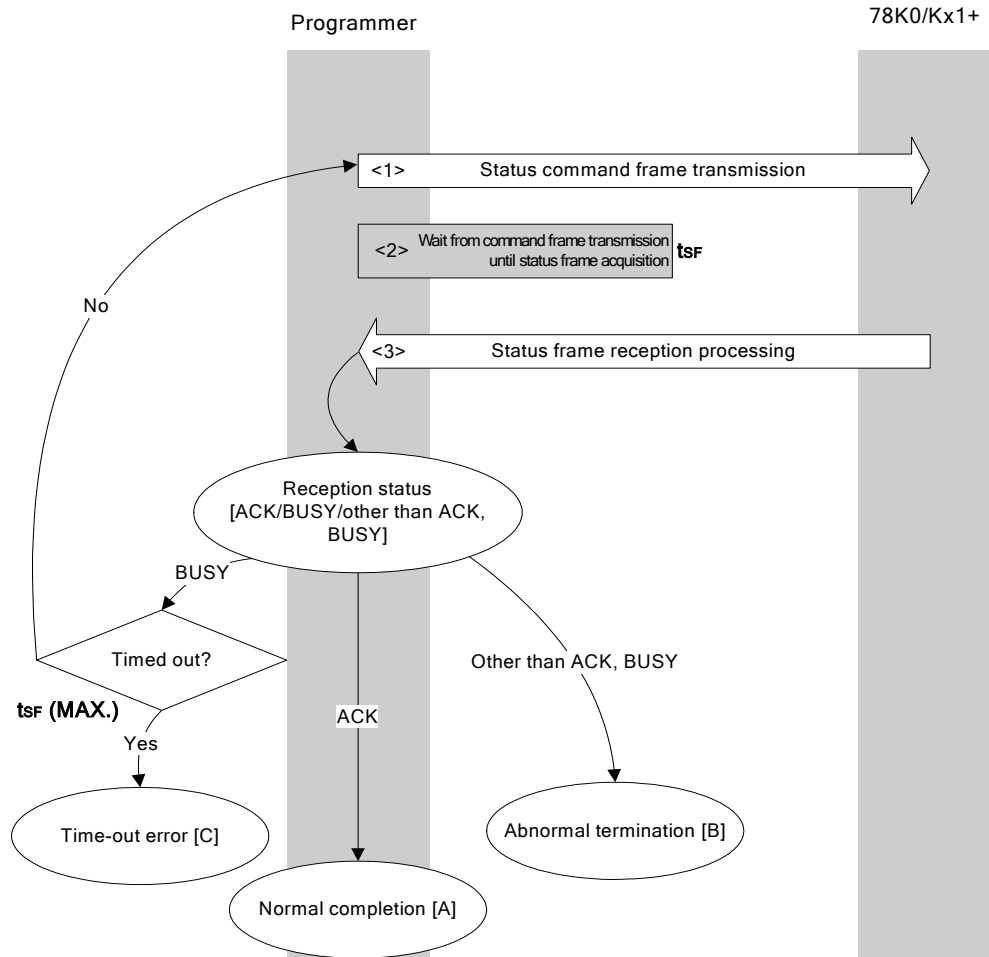 Programmer
78K0/Kx1+
<1> Status command frame transmission
<2> Wait from command frame transmission
until status frame acquisition
tSF
No
<3> Status frame reception processing
Reception status
[ACK/BUSY/other than ACK,
BUSY]
BUSY
Timed out?
Other than ACK, BUSY
tSF (MAX.)
ACK
Yes
Time-out error [C]
Abnormal termination [B]
Normal completion [A]